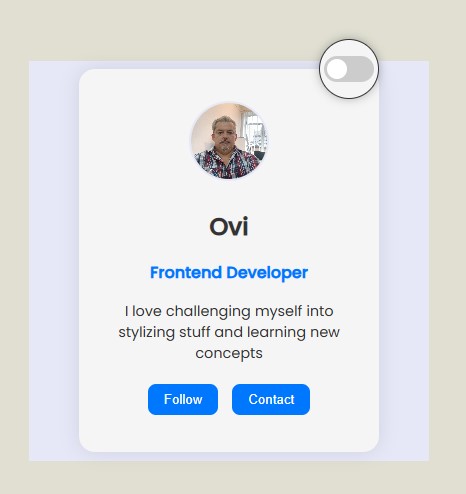 Ovi
Frontend Developer
I love challenging myself into
stylizing stuff and learning new
concepts
Follow
Contact